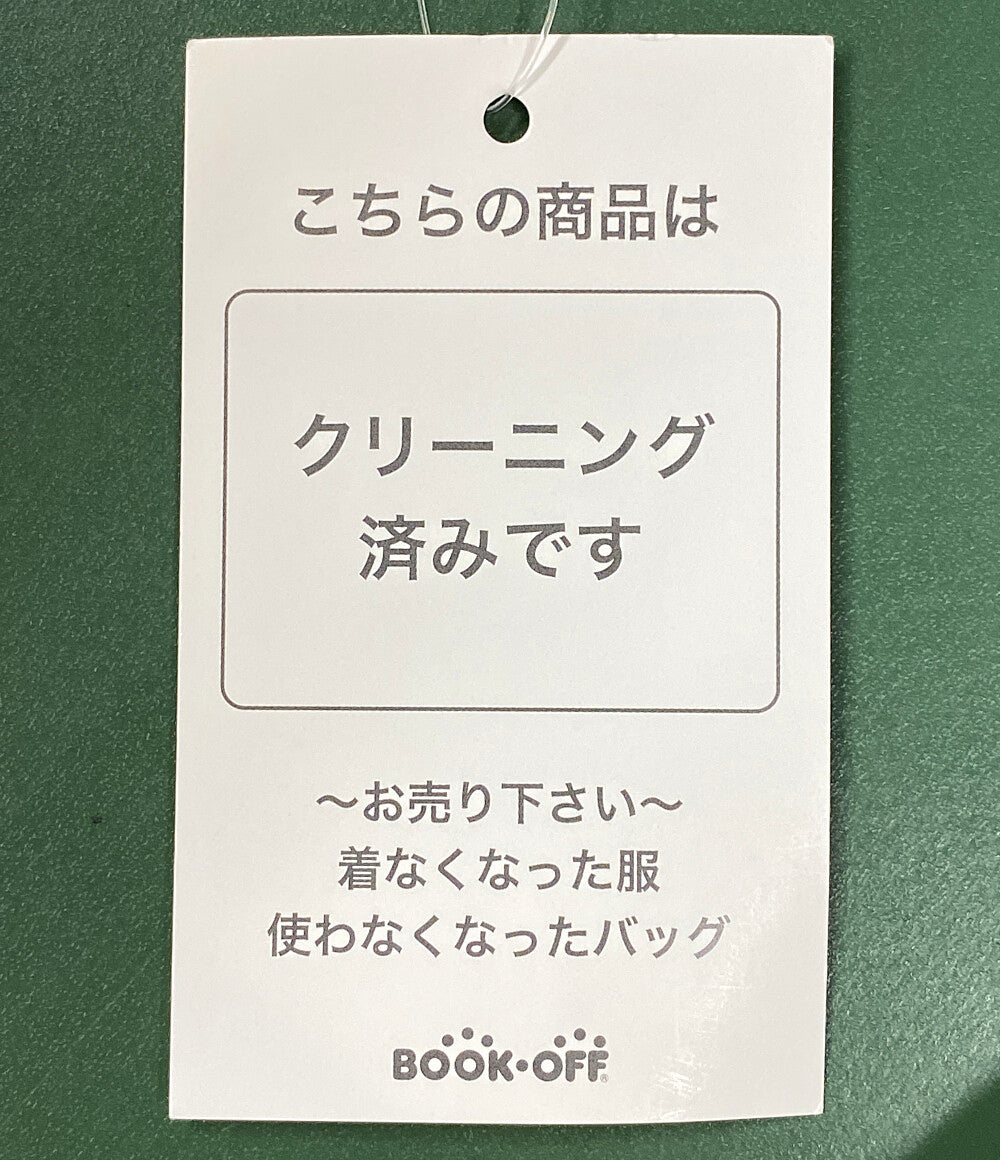 こちらの商品は
クリーニング
済みです
〜お売り下さい〜
着なくなった服
使わなくなったバッグ
BOOK・OFF®